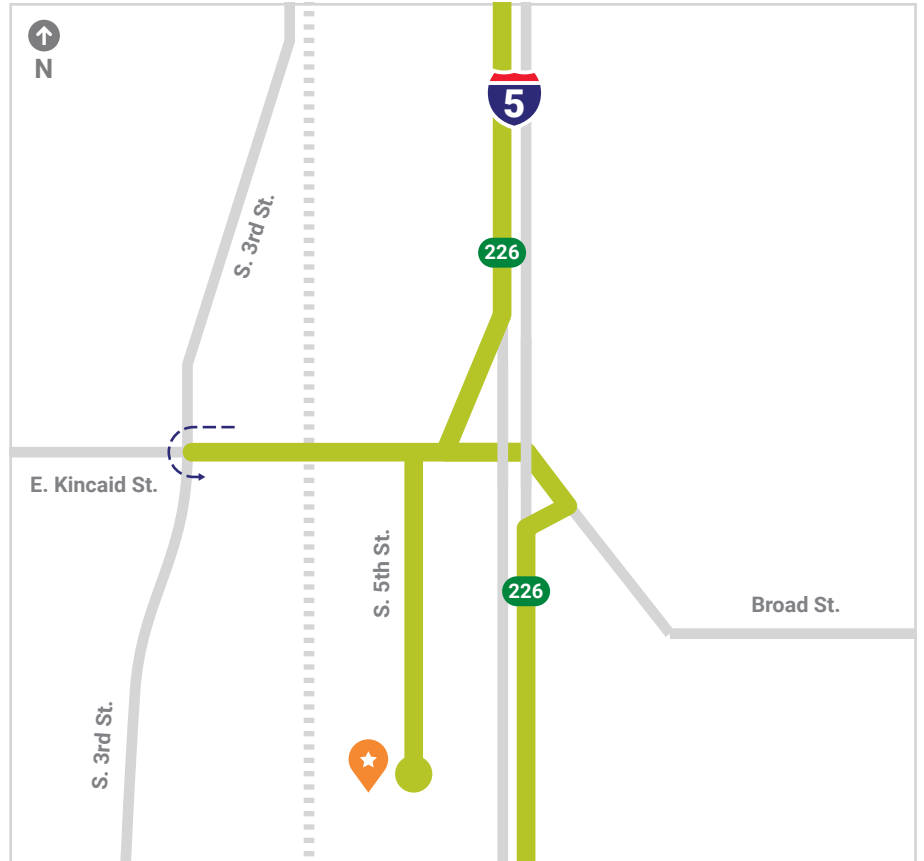 N
5
S. 3rd St.
226
E. Kincaid St.
S. 5th St.
226
Broad St.
S. 3rd St.